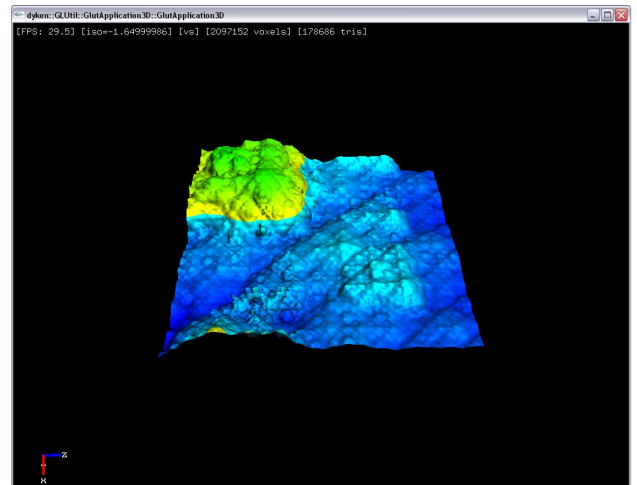 dyken::GLUtil::GlutApplication3D::GlutApplication3D
[FPS: 29.5] [iso=-1.64999986] [vs] [2097152 voxels] [178686 tris]
Z
X